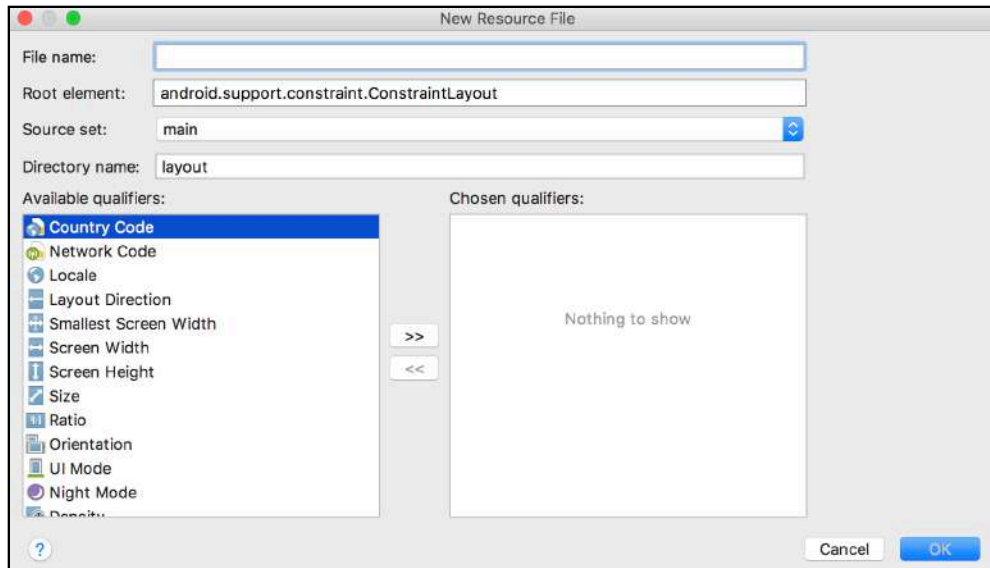 New Resource File
File name:
Root element: android.support.constraint.ConstraintLayout
Source set: main
Directory name: layout
Available qualifiers:
Chosen qualifiers:
Country Code
Network Code
Locale
Layout Direction
Smallest Screen Width
Screen Width
Screen Height
Size
Ratio
Orientation
UI Mode
Night Mode
Density
>>
<<
Nothing to show
?
Cancel
OK